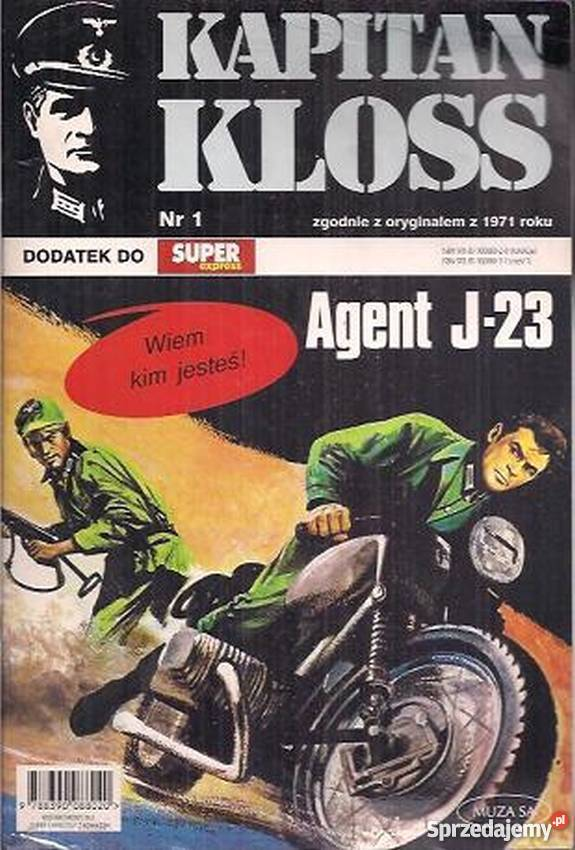 KAPITAN
KLOSS
Nr 1
zgodnie z oryginałem z 1971 roku
DODATEK DO
SUPER
express
Agent J-23
Wiem
kim jesteś!
MUZA SA
Sprzedajemy.pl